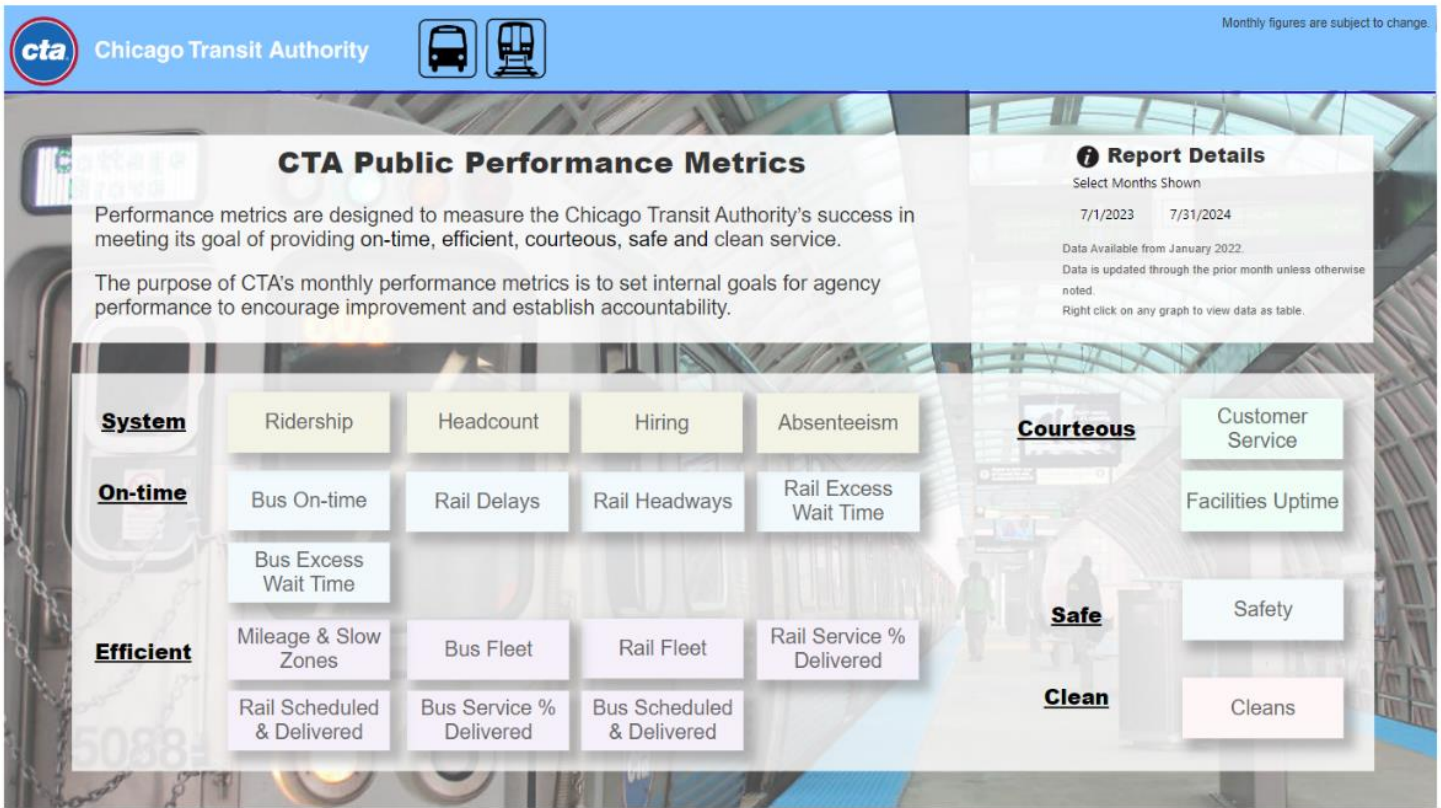 cta
Chicago Transit Authority
Monthly figures are subject to change.
CTA Public Performance Metrics
Performance metrics are designed to measure the Chicago Transit Authority's success in
meeting its goal of providing on-time, efficient, courteous, safe and clean service.
The purpose of CTA's monthly performance metrics is to set internal goals for agency
performance to encourage improvement and establish accountability.
i Report Details
Select Months Shown
7/1/2023 7/31/2024
Data Available from January 2022.
Data is updated through the prior month unless otherwise
noted.
Right click on any graph to view data as table.
System
Ridership
Headcount
Hiring
Absenteeism
On-time
Bus On-time
Rail Delays
Rail Headways
Rail Excess
Wait Time
Bus Excess
Wait Time
Efficient
Mileage & Slow
Zones
Bus Fleet
Rail Fleet
Rail Service %
Delivered
Rail Scheduled
& Delivered
Bus Service %
Delivered
Bus Scheduled
& Delivered
Courteous
Customer
Service
Facilities Uptime
Safe
Safety
Clean
Cleans
Cottage
Grove
5088